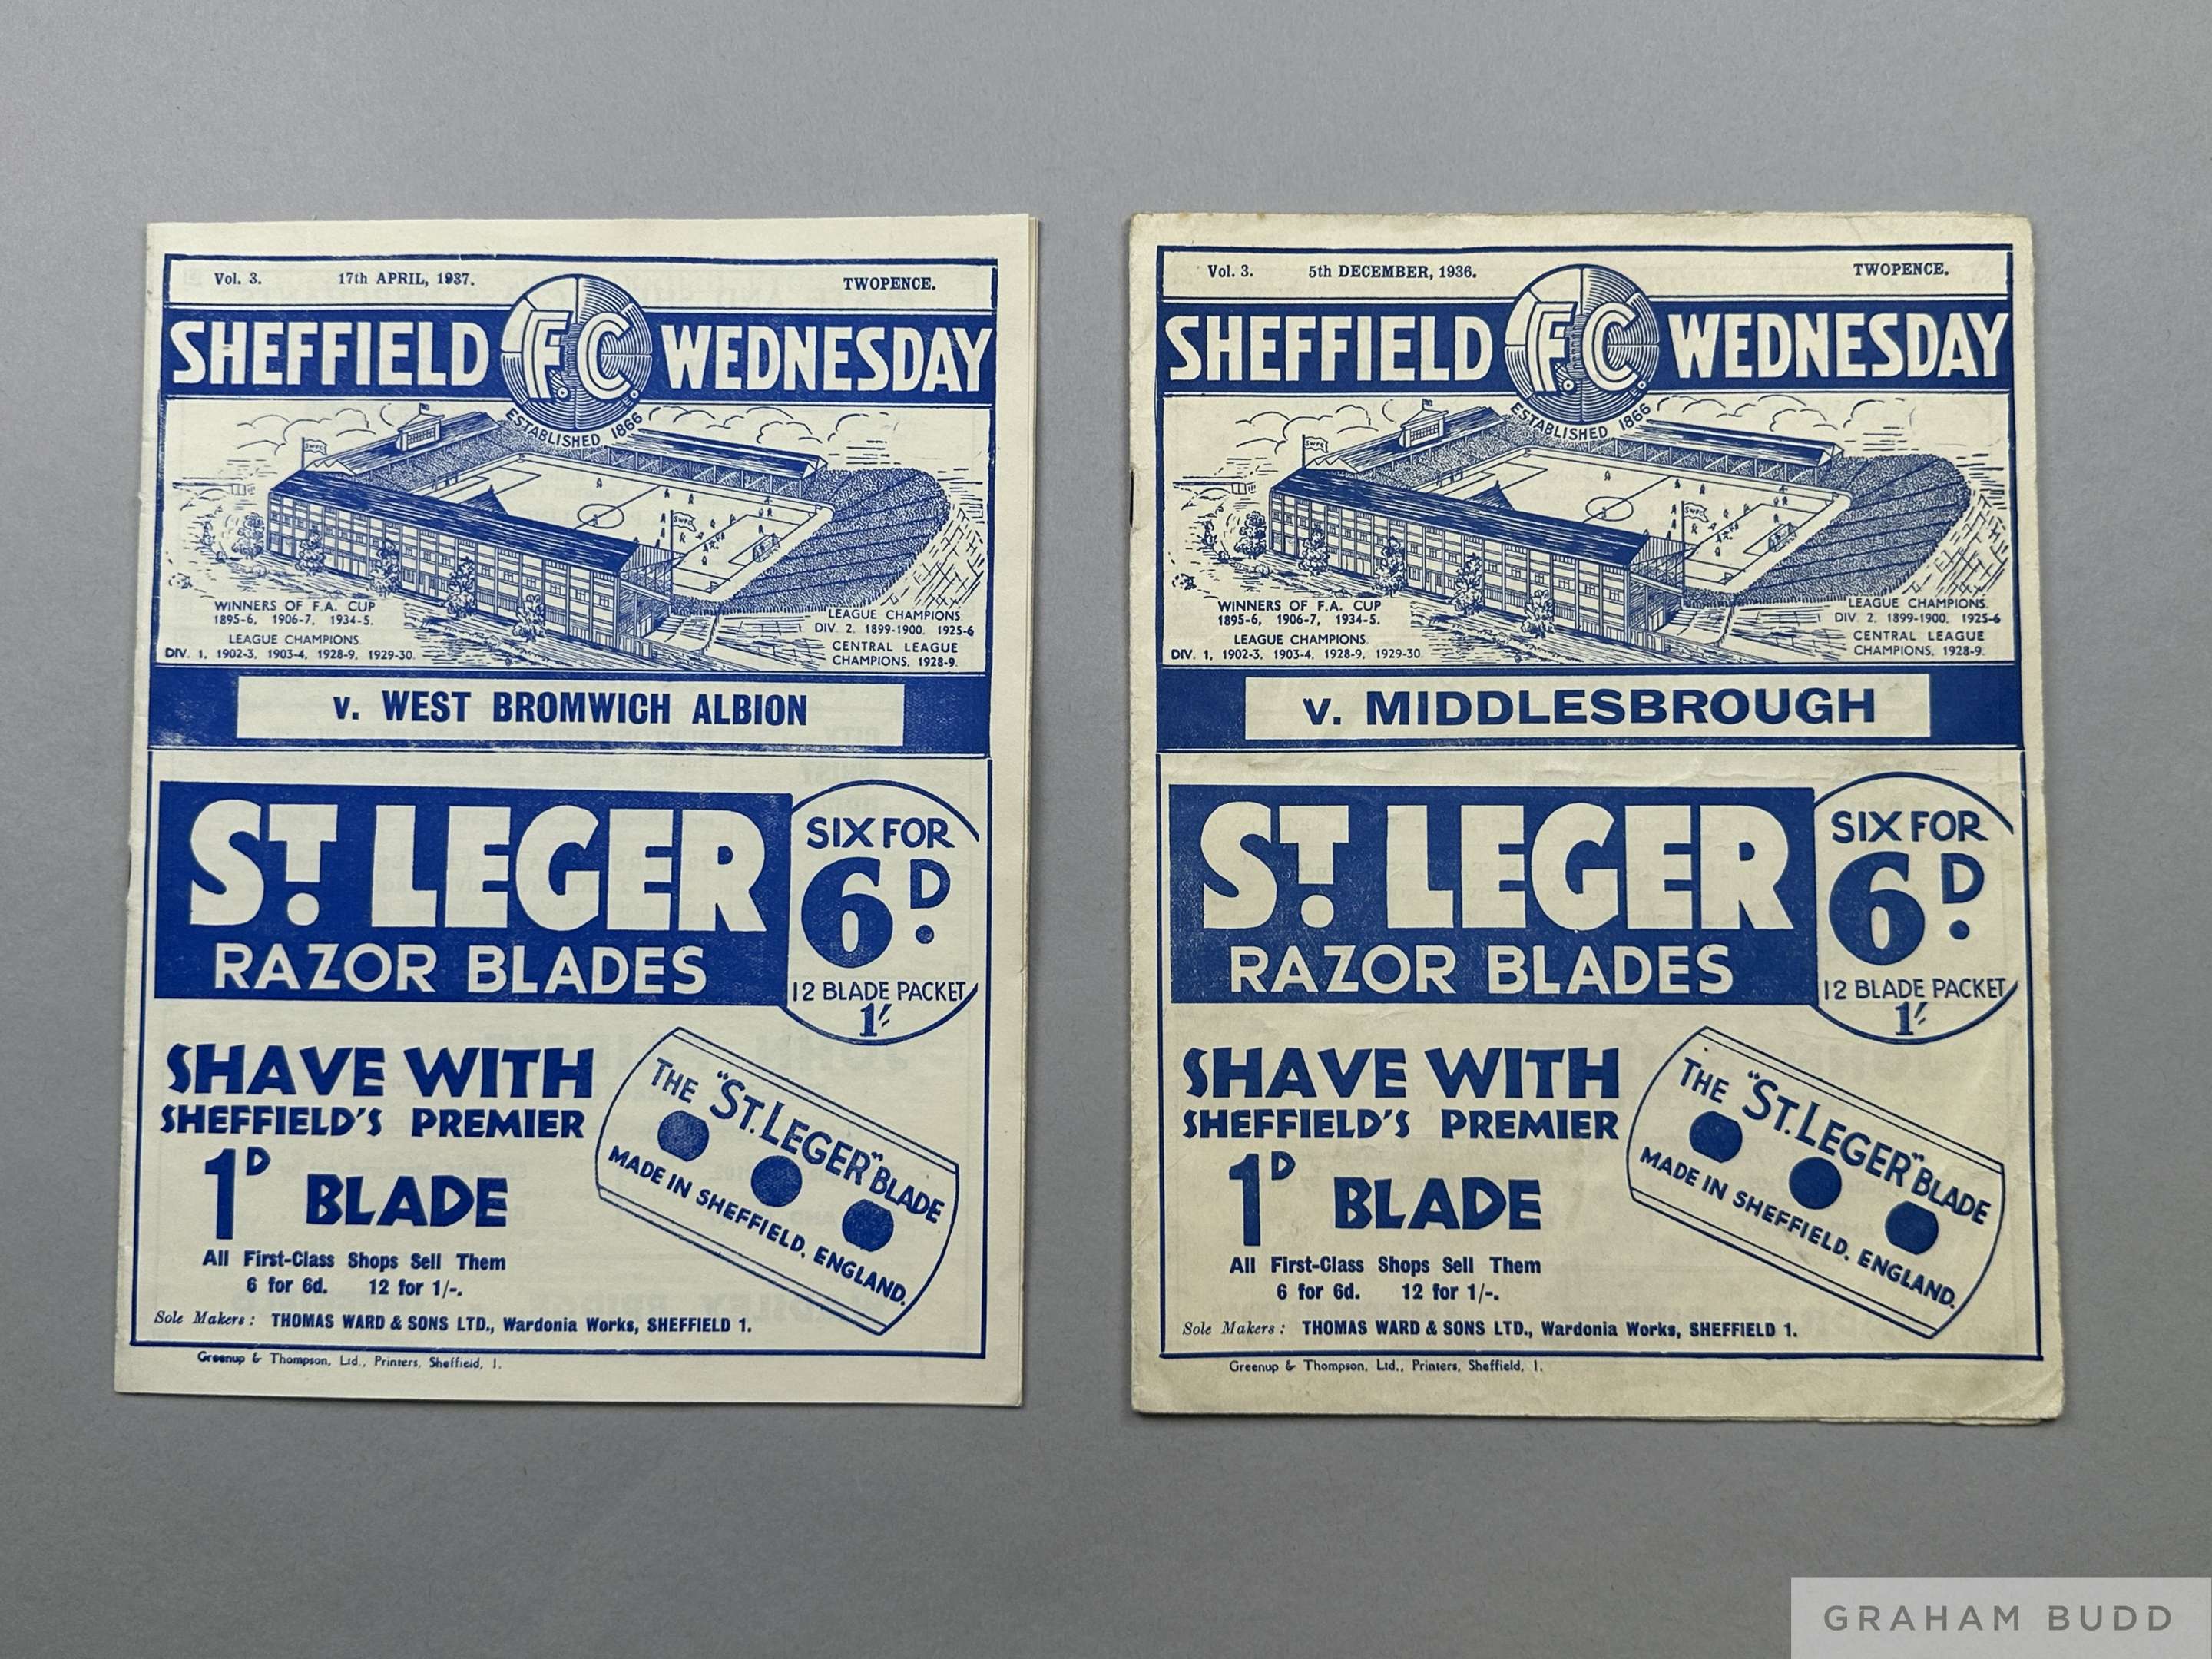 Vol. 3. 17th APRIL, 1937. TWOPENCE.
SHEFFIELD F.C. WEDNESDAY
ESTABLISHED 1866
SWFC
SWFC
WINNERS OF F.A. CUP
1895-6, 1906-7, 1934-5.
LEAGUE CHAMPIONS
DIV. 1, 1902-3, 1903-4, 1928-9, 1929-30.
LEAGUE CHAMPIONS
DIV. 2, 1899-1900, 1925-6
CENTRAL LEAGUE
CHAMPIONS, 1928-9.
v. WEST BROMWICH ALBION
ST. LEGER
RAZOR BLADES
SIX FOR
6D.
12 BLADE PACKET
1/-
SHAVE WITH
SHEFFIELD'S PREMIER
1D BLADE
THE "ST. LEGER" BLADE
MADE IN SHEFFIELD, ENGLAND.
All First-Class Shops Sell Them
6 for 6d. 12 for 1/-.
Sole Makers: THOMAS WARD & SONS LTD., Wardonia Works, SHEFFIELD 1.
Greenup & Thompson, Ltd., Printers, Sheffield, 1.
Vol. 3. 5th DECEMBER, 1936. TWOPENCE.
SHEFFIELD F.C. WEDNESDAY
ESTABLISHED 1866
SWFC
SWFC
WINNERS OF F.A. CUP
1895-6, 1906-7, 1934-5.
LEAGUE CHAMPIONS.
DIV. 1, 1902-3, 1903-4, 1928-9, 1929-30.
LEAGUE CHAMPIONS.
DIV. 2, 1899-1900, 1925-6
CENTRAL LEAGUE
CHAMPIONS, 1928-9.
v. MIDDLESBROUGH
ST. LEGER
RAZOR BLADES
SIX FOR
6D.
12 BLADE PACKET
1/-
SHAVE WITH
SHEFFIELD'S PREMIER
1D BLADE
THE "ST. LEGER" BLADE
MADE IN SHEFFIELD, ENGLAND.
All First-Class Shops Sell Them
6 for 6d. 12 for 1/-.
Sole Makers: THOMAS WARD & SONS LTD., Wardonia Works, SHEFFIELD 1.
Greenup & Thompson, Ltd., Printers, Sheffield, 1.
GRAHAM BUDD